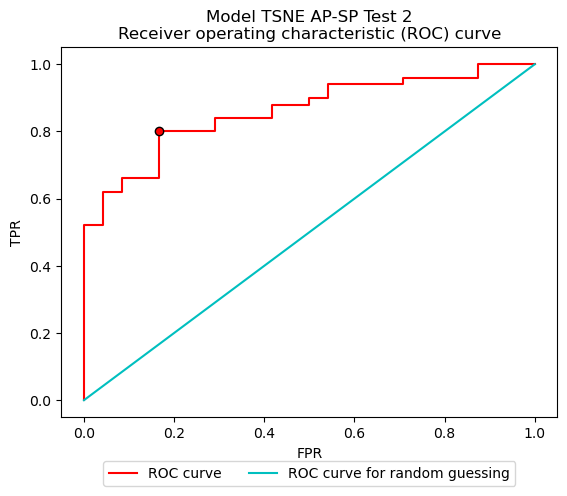 Model TSNE AP-SP Test 2
Receiver operating characteristic (ROC) curve
1.0
0.8
0.6
0.4
0.2
0.0
TPR
0.0 0.2 0.4 0.6 0.8 1.0
FPR
ROC curve ROC curve for random guessing